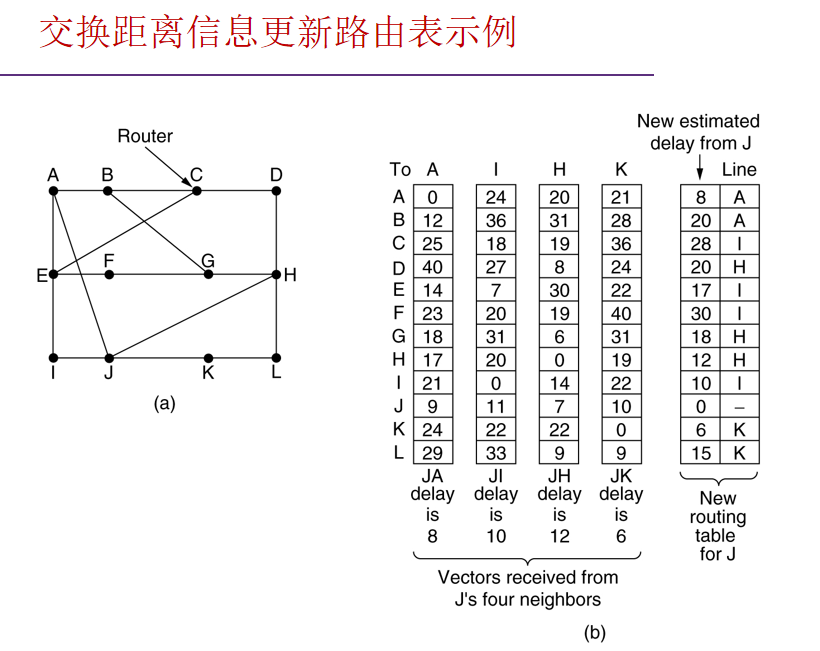 交换距离信息更新路由表示例
Router
A B C D
E F G H
I J K L
(a)
New estimated
delay from J
To A I H K Line
A 0 24 20 21 8 A
B 12 36 31 28 20 A
C 25 18 19 36 28 I
D 40 27 8 24 20 H
E 14 7 30 22 17 I
F 23 20 19 40 30 I
G 18 31 6 31 18 H
H 17 20 0 19 12 H
I 21 0 14 22 10 I
J 9 11 7 10 0 –
K 24 22 22 0 6 K
L 29 33 9 9 15 K
JA JI JH JK
delay delay delay delay
is is is is
8 10 12 6
New
routing
table
for J
Vectors received from
J's four neighbors
(b)